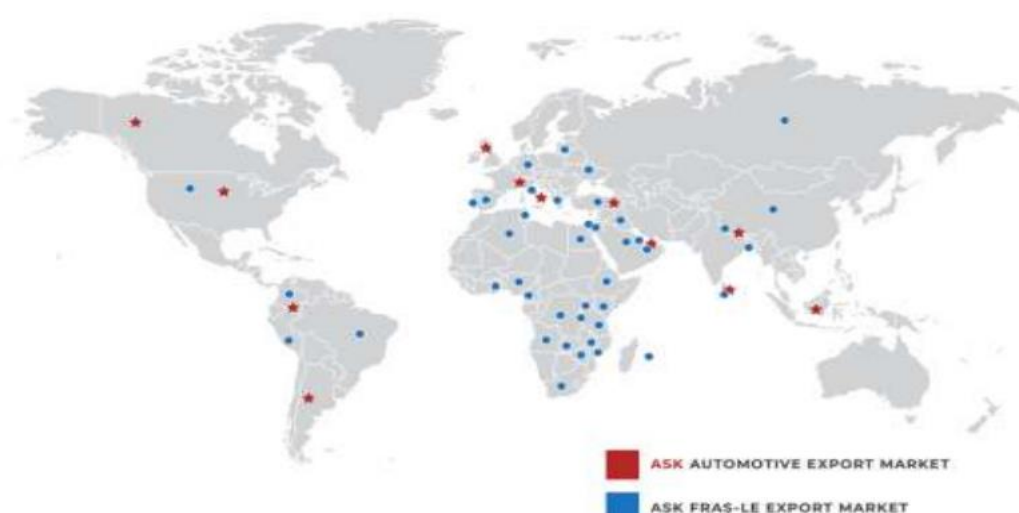 ASK AUTOMOTIVE EXPORT MARKET
ASK FRAS-LE EXPORT MARKET